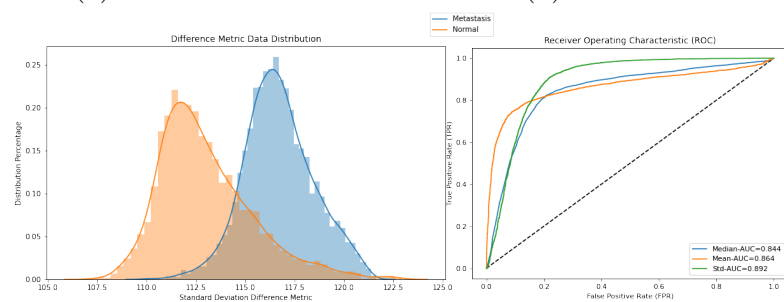 Metastasis
Normal
Difference Metric Data Distribution
Distribution Percentage
0.25
0.20
0.15
0.10
0.05
0.00
105.0 107.5 110.0 112.5 115.0 117.5 120.0 122.5 125.0
Standard Deviation Difference Metric
Receiver Operating Characteristic (ROC)
True Positive Rate (TPR)
1.0
0.8
0.6
0.4
0.2
0.0
Median-AUC=0.844
Mean-AUC=0.864
Std-AUC=0.892
0.0 0.2 0.4 0.6 0.8 1.0
False Positive Rate (FPR)